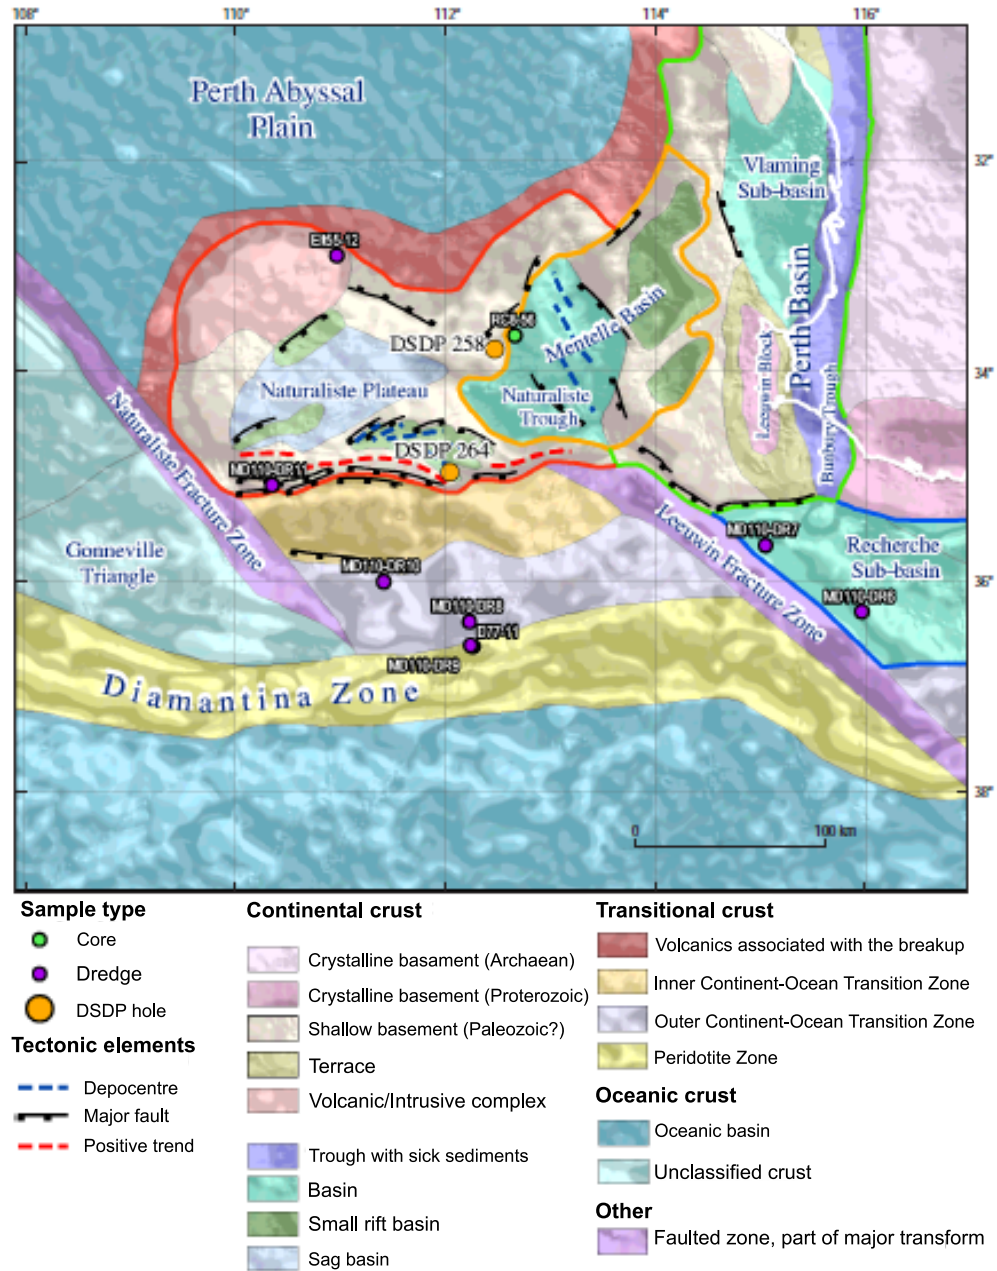 108°
110°
112°
114°
116°
Perth Abyssal
Plain
32°
Vlaming
Sub-basin
Ell55-12
Perth Basin
Mentelle Basin
DSDP 258
34°
Leeuwin Block
Naturaliste Plateau
Naturaliste
Trough
Bunbury Trough
Naturaliste Fracture Zone
DSDP 264
MD110-DR11
Leeuwin Fracture Zone
MD110-DR7
Gonneville
Triangle
Recherche
Sub-basin
MD110-DR10
36°
MD110-DR6
MD110-DR8
D77-11
MD110-DR9
Diamantina Zone
38°
0
100 km
Sample type
Core
Dredge
DSDP hole
Tectonic elements
Depocentre
Major fault
Positive trend
Continental crust
Crystalline basament (Archaean)
Crystalline basement (Proterozoic)
Shallow basement (Paleozoic?)
Terrace
Volcanic/Intrusive complex
Trough with sick sediments
Basin
Small rift basin
Sag basin
Transitional crust
Volcanics associated with the breakup
Inner Continent-Ocean Transition Zone
Outer Continent-Ocean Transition Zone
Peridotite Zone
Oceanic crust
Oceanic basin
Unclassified crust
Other
Faulted zone, part of major transform